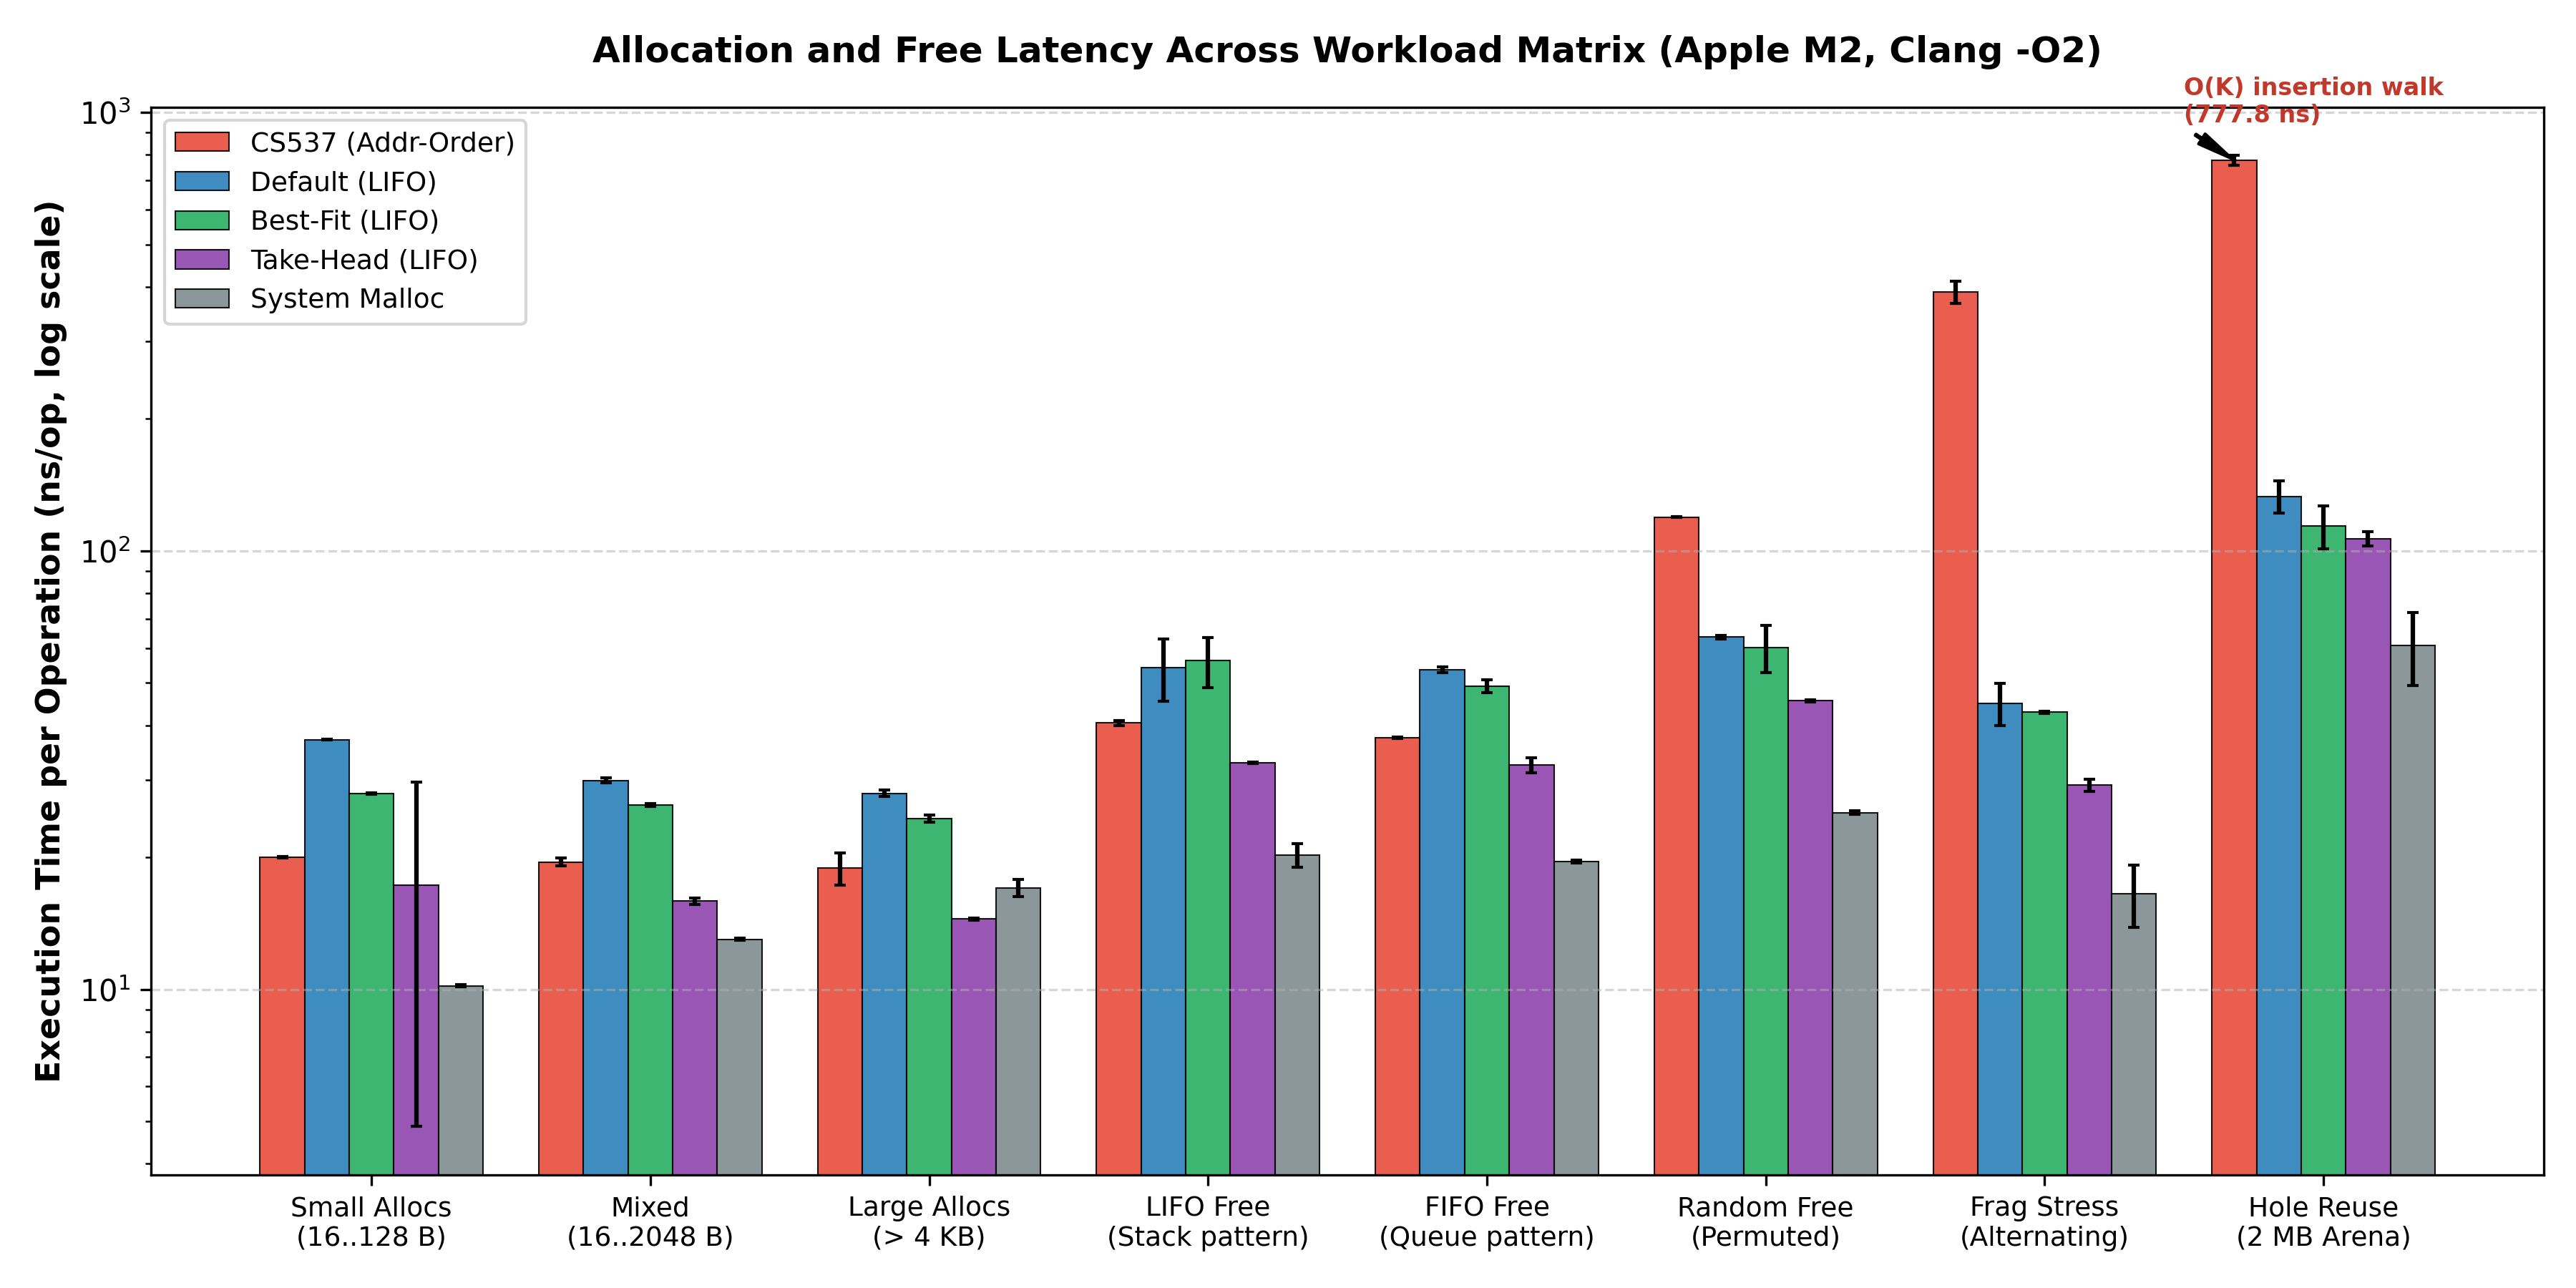 Allocation and Free Latency Across Workload Matrix (Apple M2, Clang -O2)
O(K) insertion walk
(777.8 ns)
CS537 (Addr-Order)
Default (LIFO)
Best-Fit (LIFO)
Take-Head (LIFO)
System Malloc
Execution Time per Operation (ns/op, log scale)
10³
10²
10¹
Small Allocs
(16..128 B)
Mixed
(16..2048 B)
Large Allocs
(> 4 KB)
LIFO Free
(Stack pattern)
FIFO Free
(Queue pattern)
Random Free
(Permuted)
Frag Stress
(Alternating)
Hole Reuse
(2 MB Arena)